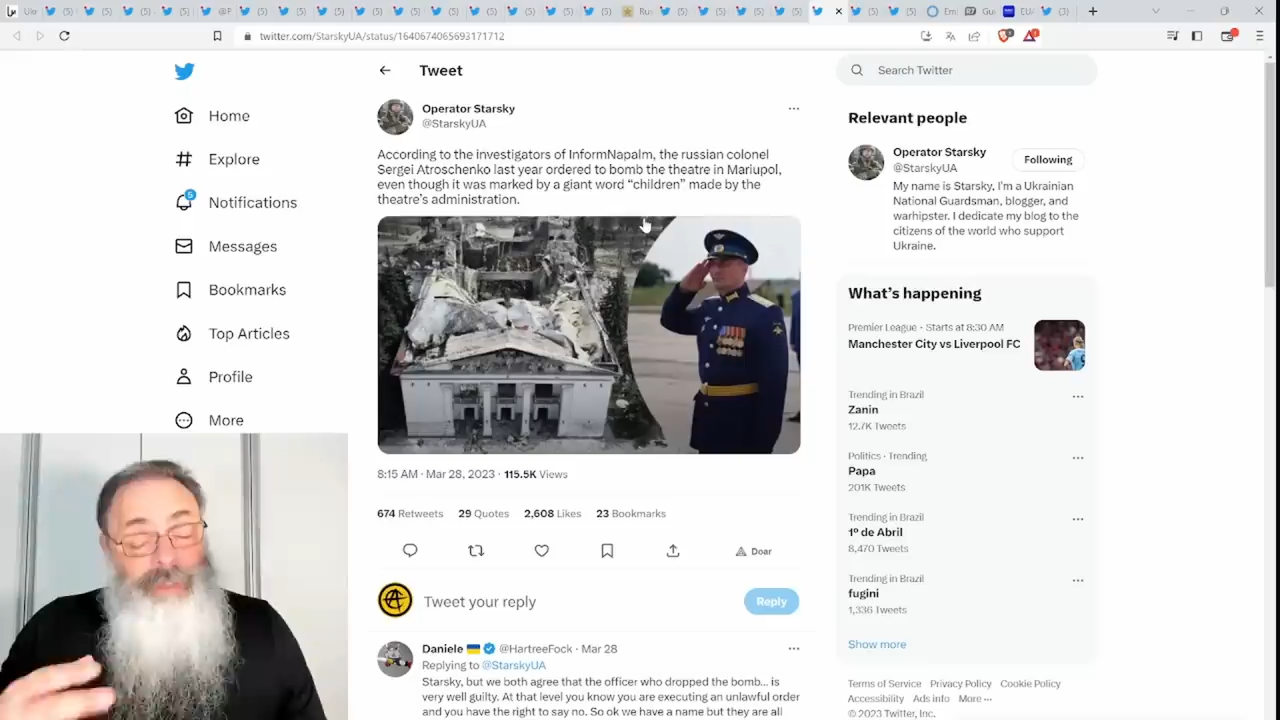 twitter.com/StarskyUA/status/1640674065693171712
Home
Explore
5
Notifications
Messages
Bookmarks
Top Articles
Profile
More
Tweet
Operator Starsky
@StarskyUA
According to the investigators of InformNapalm, the russian colonel
Sergei Atroschenko last year ordered to bomb the theatre in Mariupol,
even though it was marked by a giant word “children” made by the
theatre's administration.
8:15 AM · Mar 28, 2023 · 115.5K Views
674 Retweets 29 Quotes 2,608 Likes 23 Bookmarks
Doar
Tweet your reply
Reply
Daniele @HartreeFock · Mar 28
Replying to @StarskyUA
Starsky, but we both agree that the officer who dropped the bomb... is
very well guilty. At that level you know you are executing an unlawful order
and you have the right to say no. So ok we have a name but they are all
Search Twitter
Relevant people
Operator Starsky
@StarskyUA
Following
My name is Starsky, I'm a Ukrainian
National Guardsman, blogger, and
warhipster. I dedicate my blog to the
citizens of the world who support
Ukraine.
What's happening
Premier League · Starts at 8:30 AM
Manchester City vs Liverpool FC
Trending in Brazil
Zanin
12.7K Tweets
Politics · Trending
Papa
201K Tweets
Trending in Brazil
1º de Abril
8,470 Tweets
Trending in Brazil
fugini
1,336 Tweets
Show more
Terms of Service Privacy Policy Cookie Policy
Accessibility Ads info More
© 2023 Twitter, Inc.